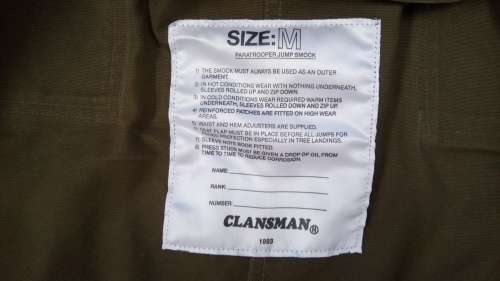 SIZE: M
PARATROOPER JUMP SMOCK
1) THE SMOCK MUST ALWAYS BE USED AS AN OUTER
GARMENT.
2) IN HOT CONDITIONS WEAR WITH NOTHING UNDERNEATH,
SLEEVES ROLLED UP AND ZIP DOWN.
3) IN COLD CONDITIONS WEAR REQUIRED WARM ITEMS
UNDERNEATH, SLEEVES ROLLED DOWN AND ZIP UP.
4) REINFORCED PATCHES ARE FITTED ON HIGH WEAR
AREAS.
5) WAIST AND HEM ADJUSTERS ARE SUPPLIED.
FLAP MUST BE IN PLACE BEFORE ALL JUMPS FOR
PROTECTION ESPECIALLY IN TREE LANDINGS.
SLEEVE FITTED.
8) PRESS STUDS MUST BE GIVEN A DROP OF OIL FROM
TIME TO TIME TO REDUCE CORROSION.
NAME:
RANK:
NUMBER:
CLANSMAN®
1993